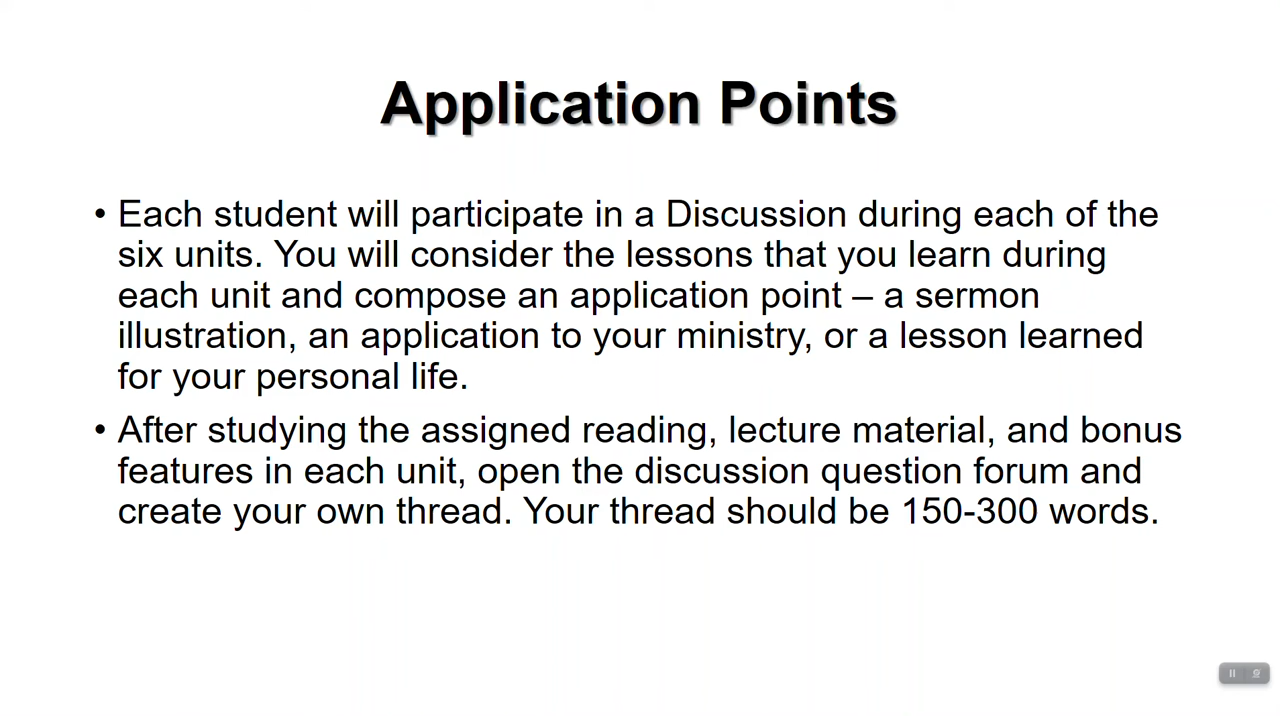 Application Points
• Each student will participate in a Discussion during each of the
six units. You will consider the lessons that you learn during
each unit and compose an application point – a sermon
illustration, an application to your ministry, or a lesson learned
for your personal life.
• After studying the assigned reading, lecture material, and bonus
features in each unit, open the discussion question forum and
create your own thread. Your thread should be 150-300 words.